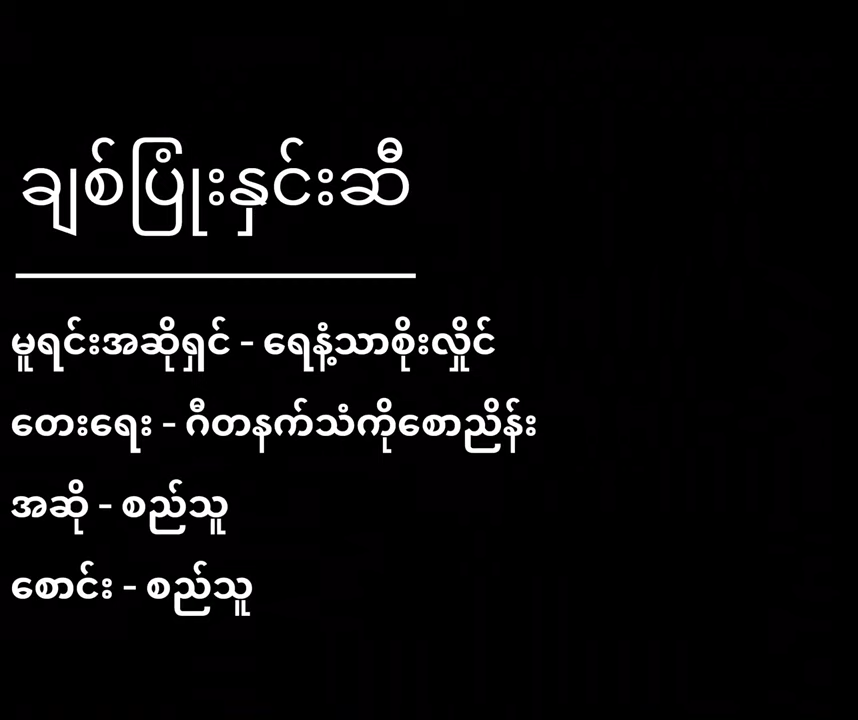 ချစ်ပြုံးနှင်းဆီ
မူရင်းအဆိုရှင် - ရေနံ့သာစိုးလှိုင်
တေးရေး - ဂီတနက်သံကိုစောညိန်း
အဆို - စည်သူ
စောင်း - စည်သူ